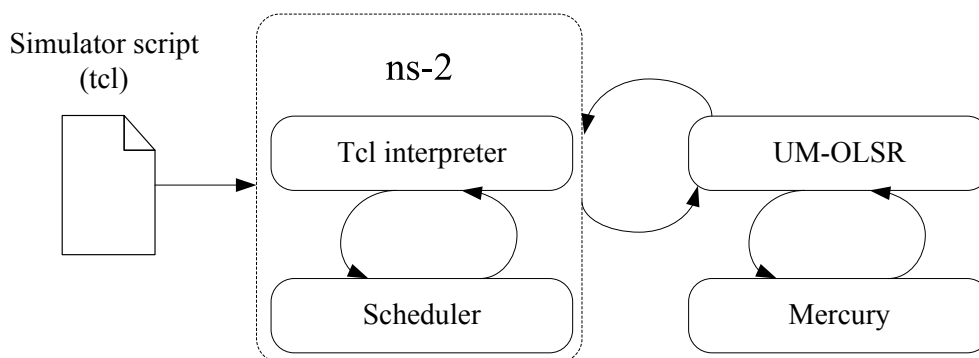 Simulator script
(tcl)
ns-2
Tcl interpreter
UM-OLSR
Scheduler
Mercury